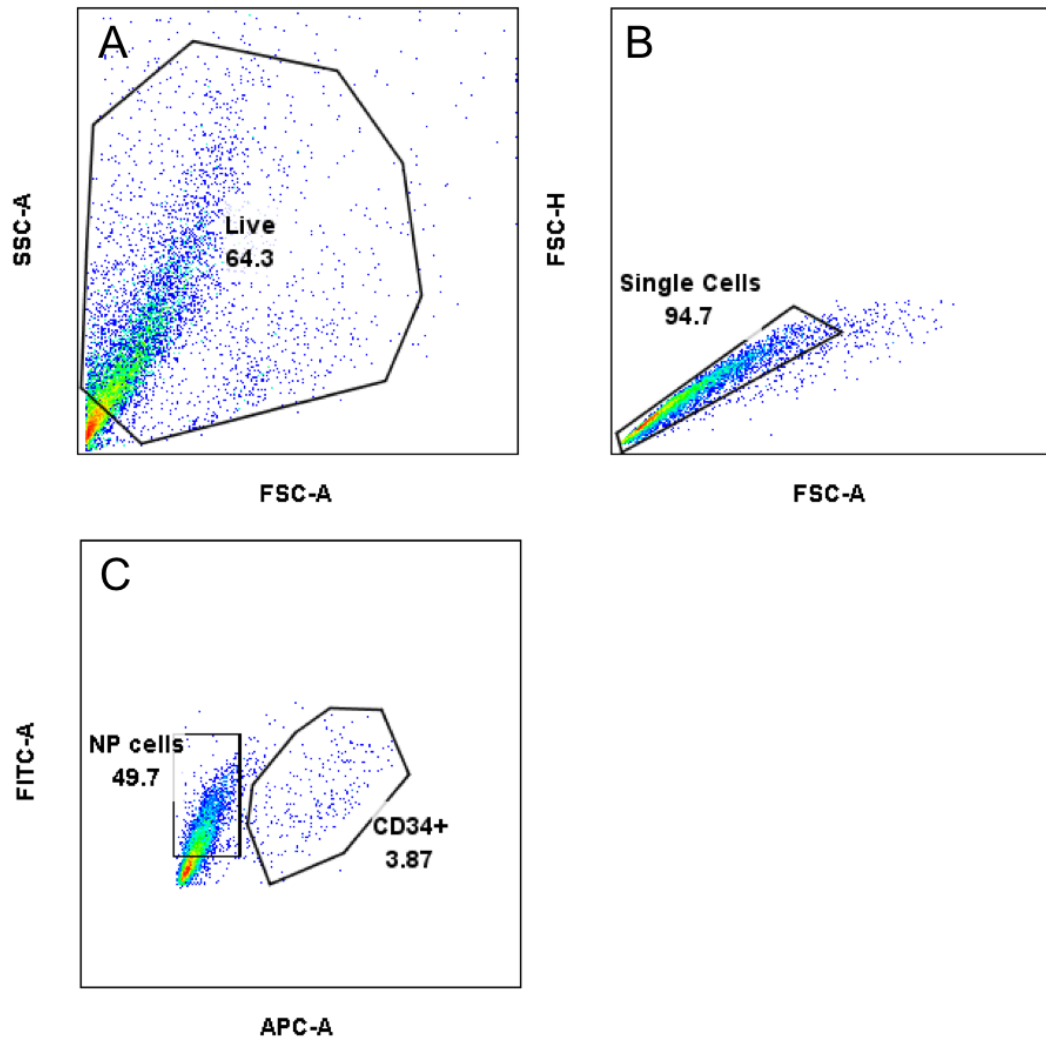 A
SSC-A
Live
64.3
FSC-A
B
FSC-H
Single Cells
94.7
FSC-A
C
FITC-A
NP cells
49.7
CD34+
3.87
APC-A